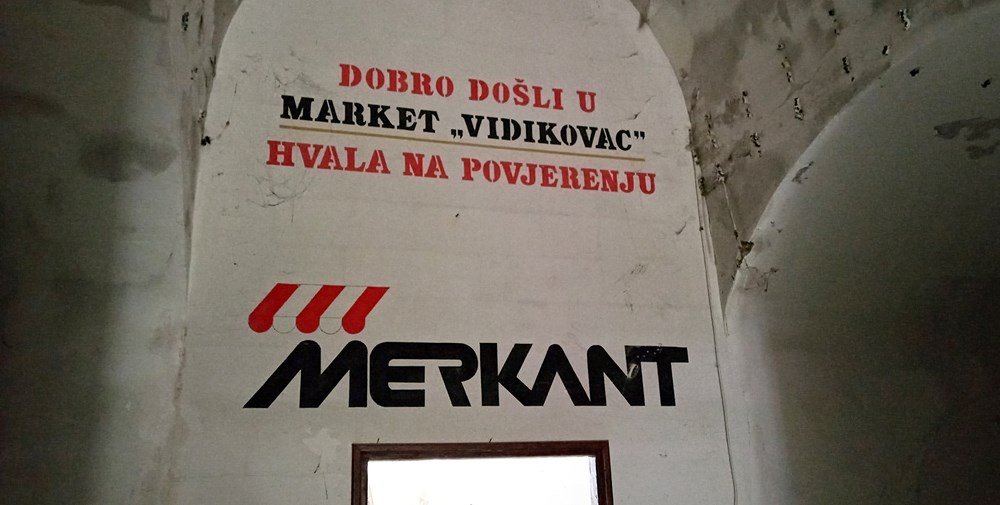 DOBRO DOŠLI U
MARKET „VIDIKOVAC"
HVALA NA POVJERENJU
MERKANT